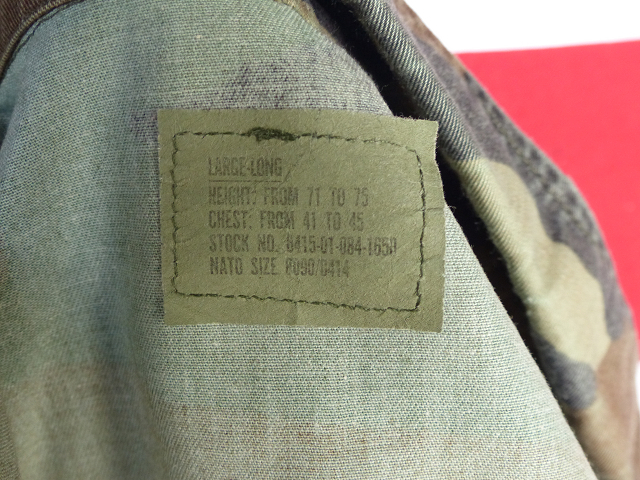 LARGE-LONG
HEIGHT: FROM 71 TO 75
CHEST: FROM 41 TO 45
STOCK NO. 8415-01-084-1650
NATO SIZE 8090/0414